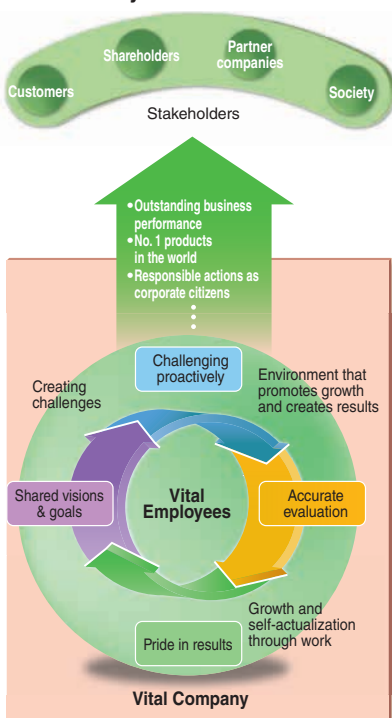 Shareholders
Partner
companies
Customers
Society
Stakeholders
•Outstanding business
performance
•No. 1 products
in the world
•Responsible actions as
corporate citizens
Challenging
proactively
Creating
challenges
Environment that
promotes growth
and creates results
Shared visions
& goals
Vital
Employees
Accurate
evaluation
Growth and
self-actualization
through work
Pride in results
Vital Company